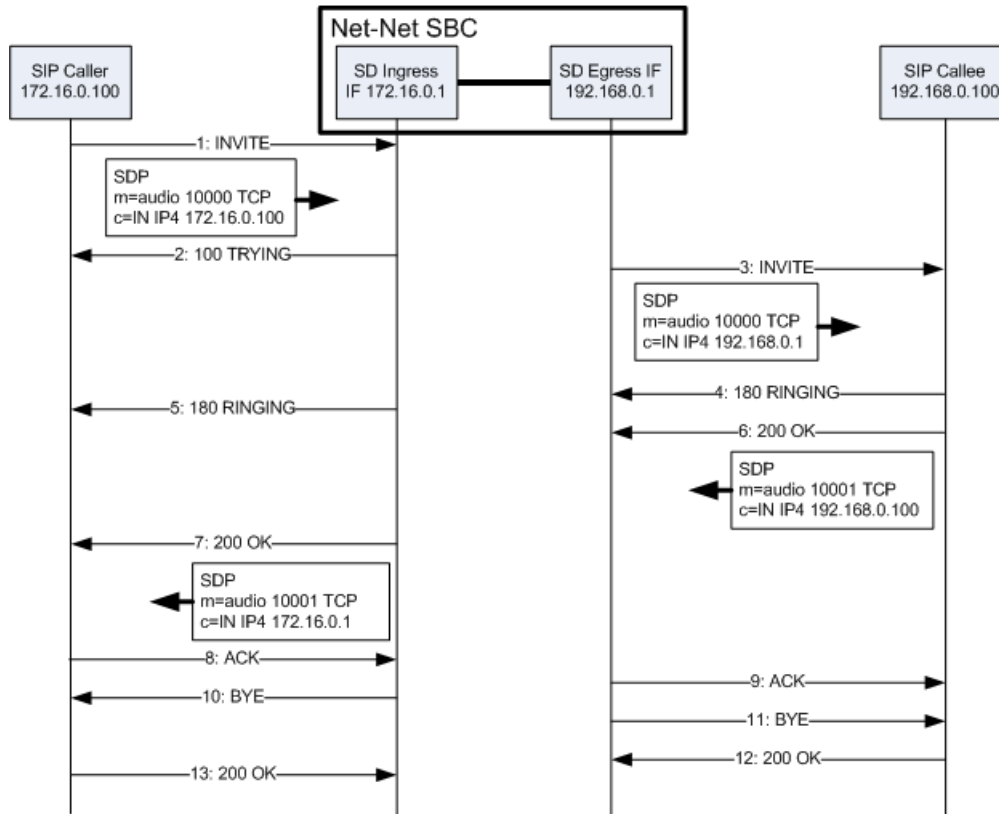 Net-Net SBC
SIP Caller
172.16.0.100
SD Ingress
IF 172.16.0.1
SD Egress IF
192.168.0.1
SIP Callee
192.168.0.100
1: INVITE
SDP
m=audio 10000 TCP
c=IN IP4 172.16.0.100
2: 100 TRYING
3: INVITE
SDP
m=audio 10000 TCP
c=IN IP4 192.168.0.1
4: 180 RINGING
5: 180 RINGING
6: 200 OK
SDP
m=audio 10001 TCP
c=IN IP4 192.168.0.100
7: 200 OK
SDP
m=audio 10001 TCP
c=IN IP4 172.16.0.1
8: ACK
9: ACK
10: BYE
11: BYE
12: 200 OK
13: 200 OK